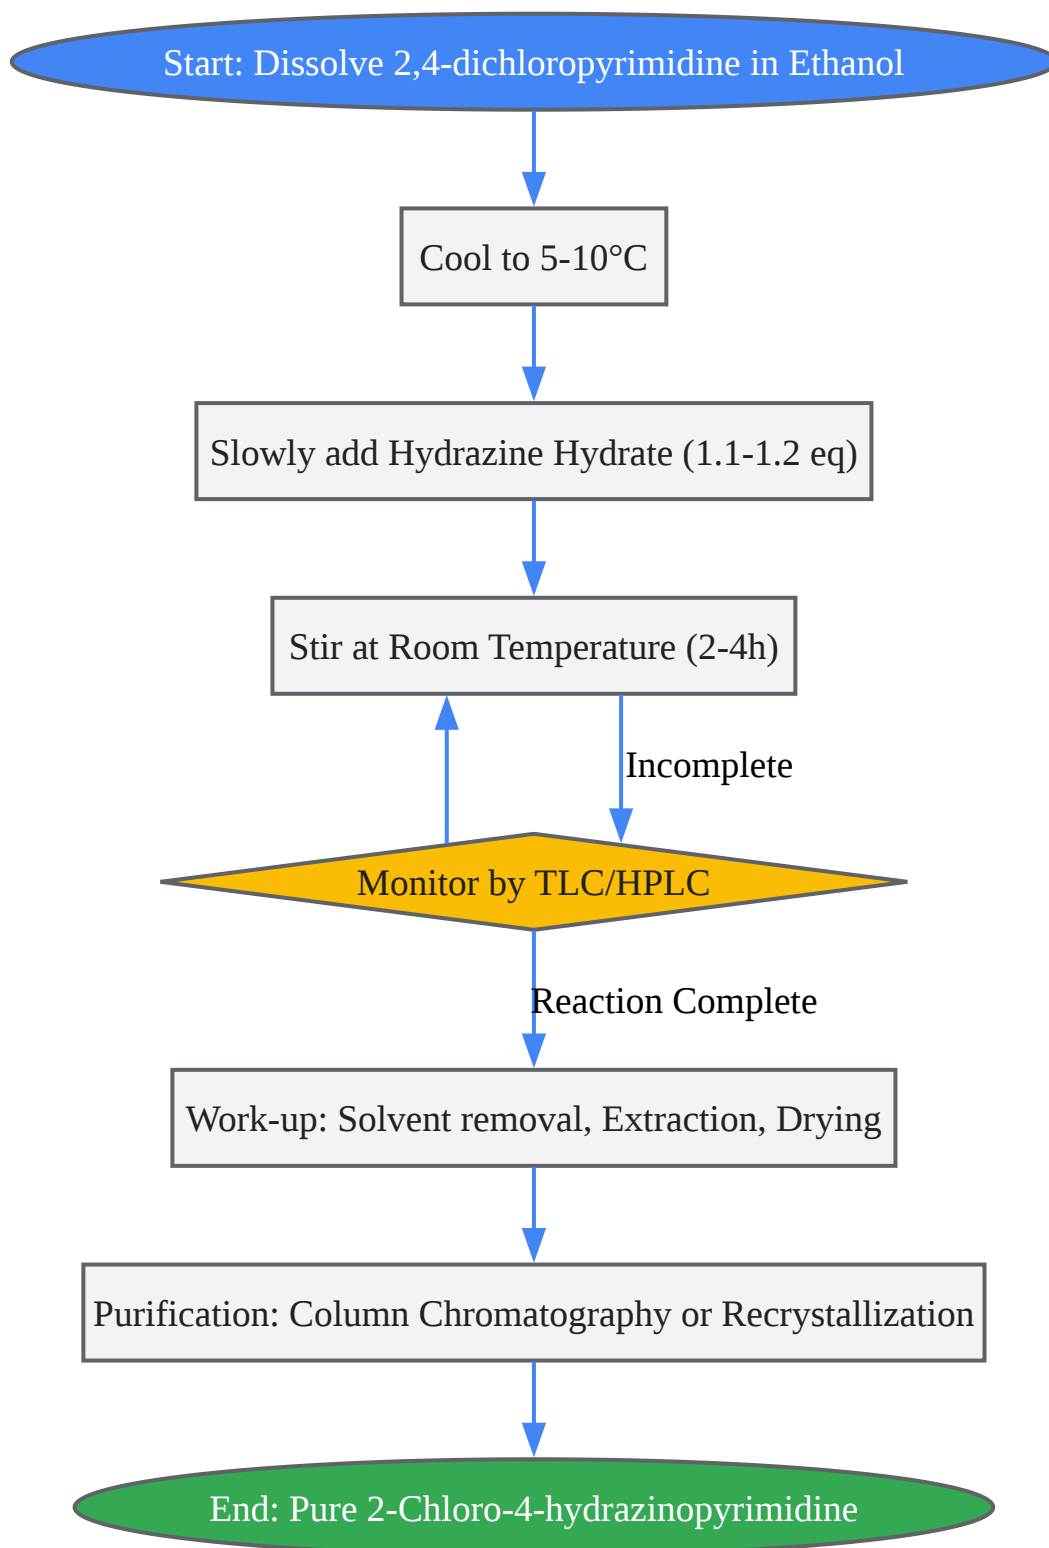 Start: Dissolve 2,4-dichloropyrimidine in Ethanol
Cool to 5-10°C
Slowly add Hydrazine Hydrate (1.1-1.2 eq)
Stir at Room Temperature (2-4h)
Incomplete
Monitor by TLC/HPLC
Reaction Complete
Work-up: Solvent removal, Extraction, Drying
Purification: Column Chromatography or Recrystallization
End: Pure 2-Chloro-4-hydrazinopyrimidine